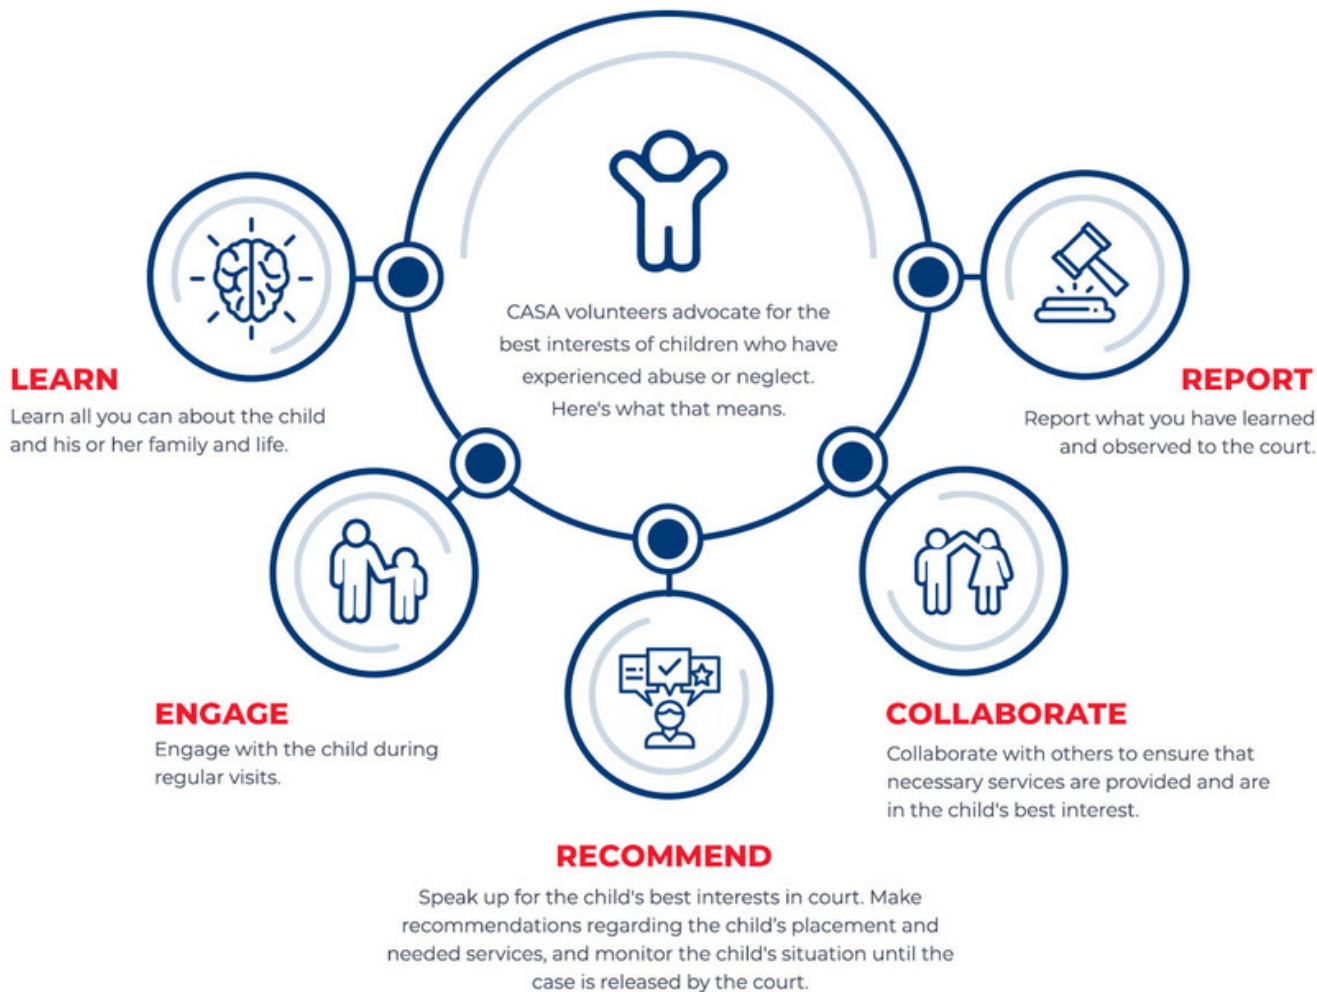 CASA volunteers advocate for the
best interests of children who have
experienced abuse or neglect.
Here's what that means.
LEARN
Learn all you can about the child
and his or her family and life.
ENGAGE
Engage with the child during
regular visits.
RECOMMEND
Speak up for the child's best interests in court. Make
recommendations regarding the child's placement and
needed services, and monitor the child's situation until the
case is released by the court.
COLLABORATE
Collaborate with others to ensure that
necessary services are provided and are
in the child's best interest.
REPORT
Report what you have learned
and observed to the court.